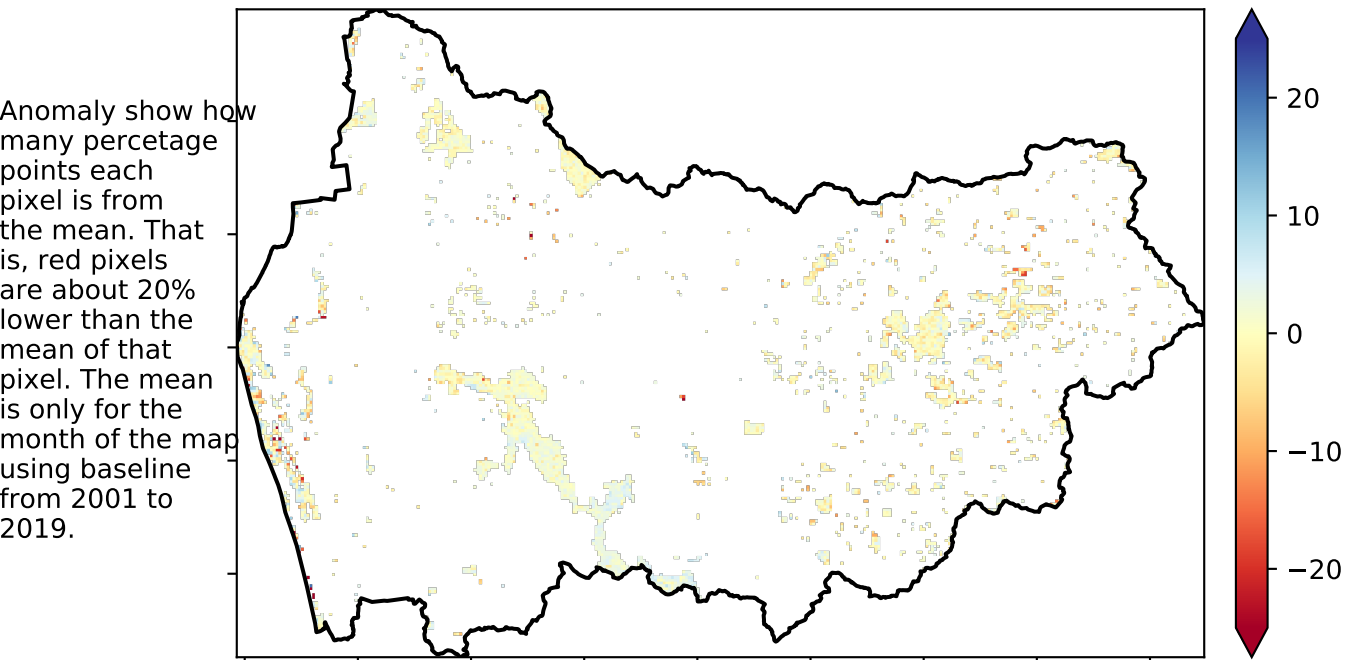 Anomaly show how
many percetage
points each
pixel is from
the mean. That
is, red pixels
are about 20%
lower than the
mean of that
pixel. The mean
is only for the
month of the map
using baseline
from 2001 to
2019.
20
10
0
−10
−20